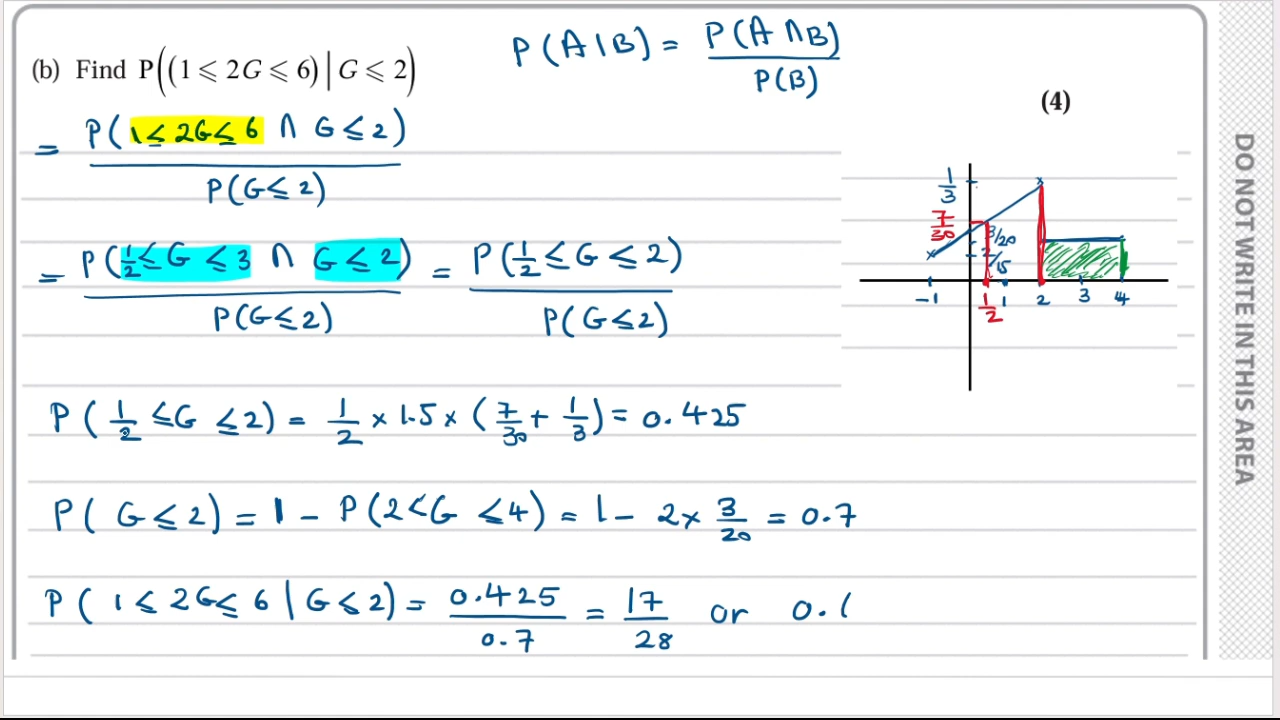 P(A|B) = P(A∩B) / P(B)
(b) Find P((1 ⩽ 2G ⩽ 6) | G ⩽ 2)
(4)
= P(1 ≤ 2G ≤ 6 ∩ G ≤ 2) / P(G ≤ 2)
= P(1/2 ≤ G ≤ 3 ∩ G ≤ 2) / P(G ≤ 2) = P(1/2 ≤ G ≤ 2) / P(G ≤ 2)
1/3
7/30
3/20
2/15
-1 1/2 1 2 3 4
P(1/2 ≤ G ≤ 2) = 1/2 × 1.5 × (7/30 + 1/3) = 0.425
P(G ≤ 2) = 1 - P(2 < G ≤ 4) = 1 - 2 × 3/20 = 0.7
P(1 ≤ 2G ≤ 6 | G ≤ 2) = 0.425 / 0.7 = 17/28 or 0.
DO NOT WRITE IN THIS AREA